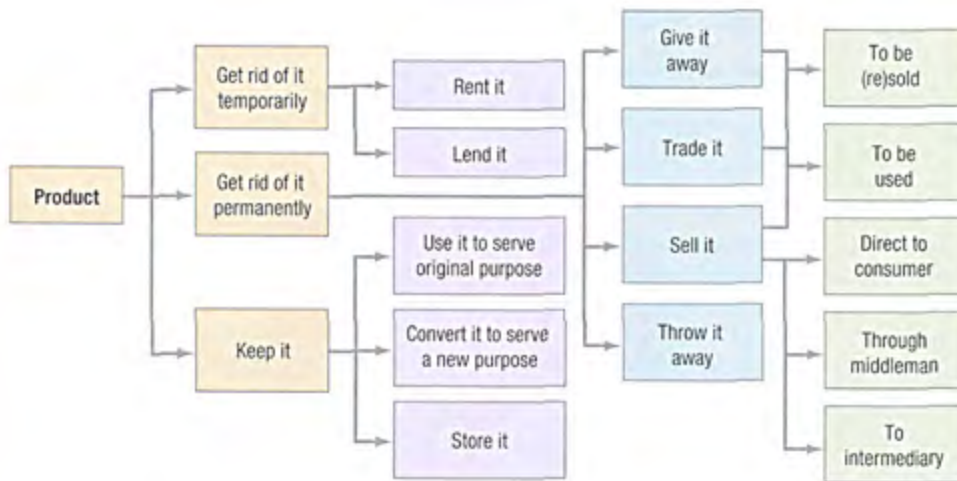 Product
Get rid of it
temporarily
Get rid of it
permanently
Keep it
Rent it
Lend it
Use it to serve
original purpose
Convert it to serve
a new purpose
Store it
Give it
away
Trade it
Sell it
Throw it
away
To be
(re)sold
To be
used
Direct to
consumer
Through
middleman
To
intermediary